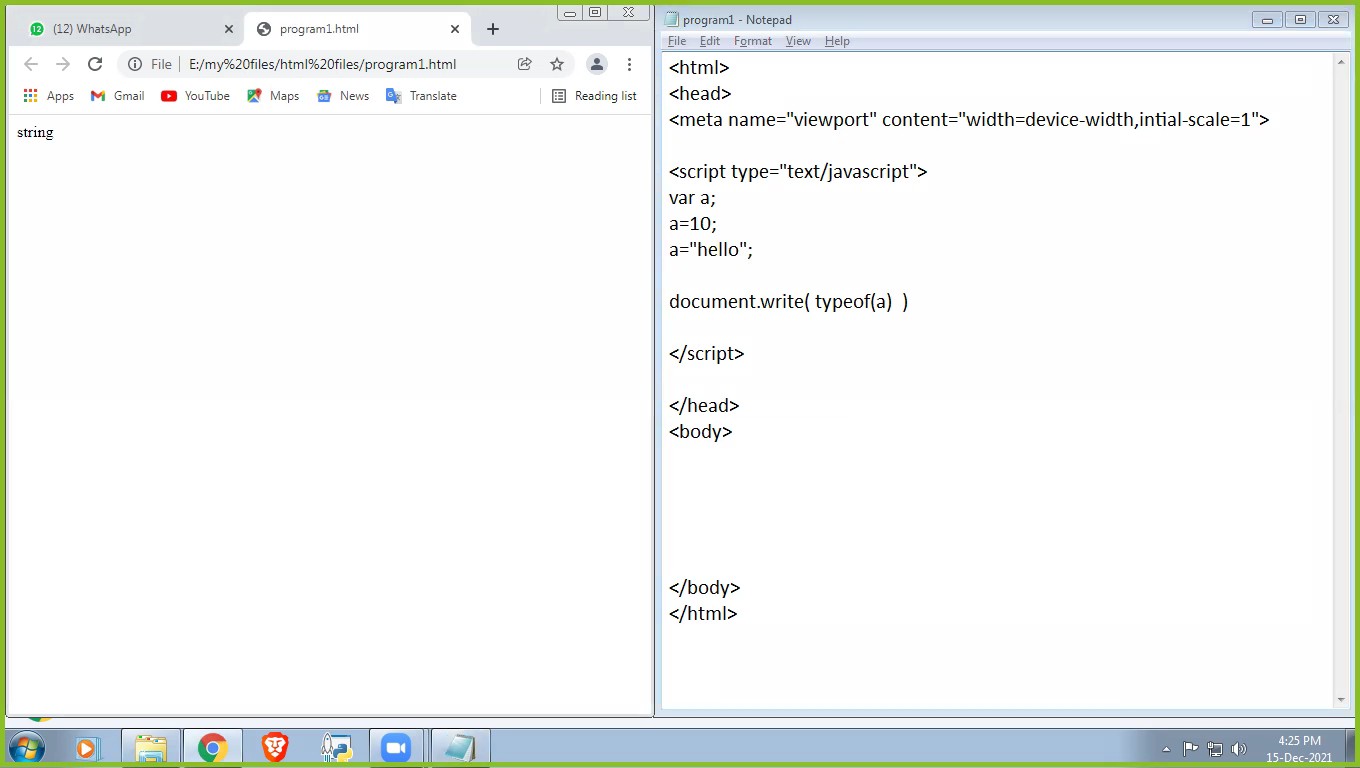 (12) WhatsApp
program1.html
File
E:/my%20files/html%20files/program1.html
Apps
Gmail
YouTube
Maps
News
Translate
Reading list
string
program1 - Notepad
File Edit Format View Help
<html>
<head>
<meta name="viewport" content="width=device-width,intial-scale=1">
<script type="text/javascript">
var a;
a=10;
a="hello";
document.write( typeof(a)  )
</script>
</head>
<body>
</body>
</html>
12
4:25 PM
15-Dec-2021